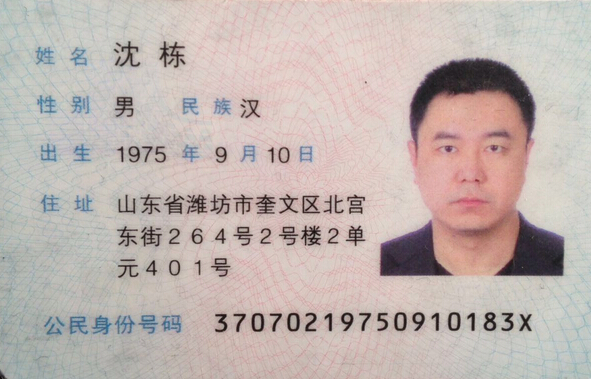 姓名 沈栋
性别 男 民族 汉
出生 1975 年 9 月 10 日
住址 山东省潍坊市奎文区北宫
东街264号2号楼2单
元401号
公民身份号码 37070219750910183X